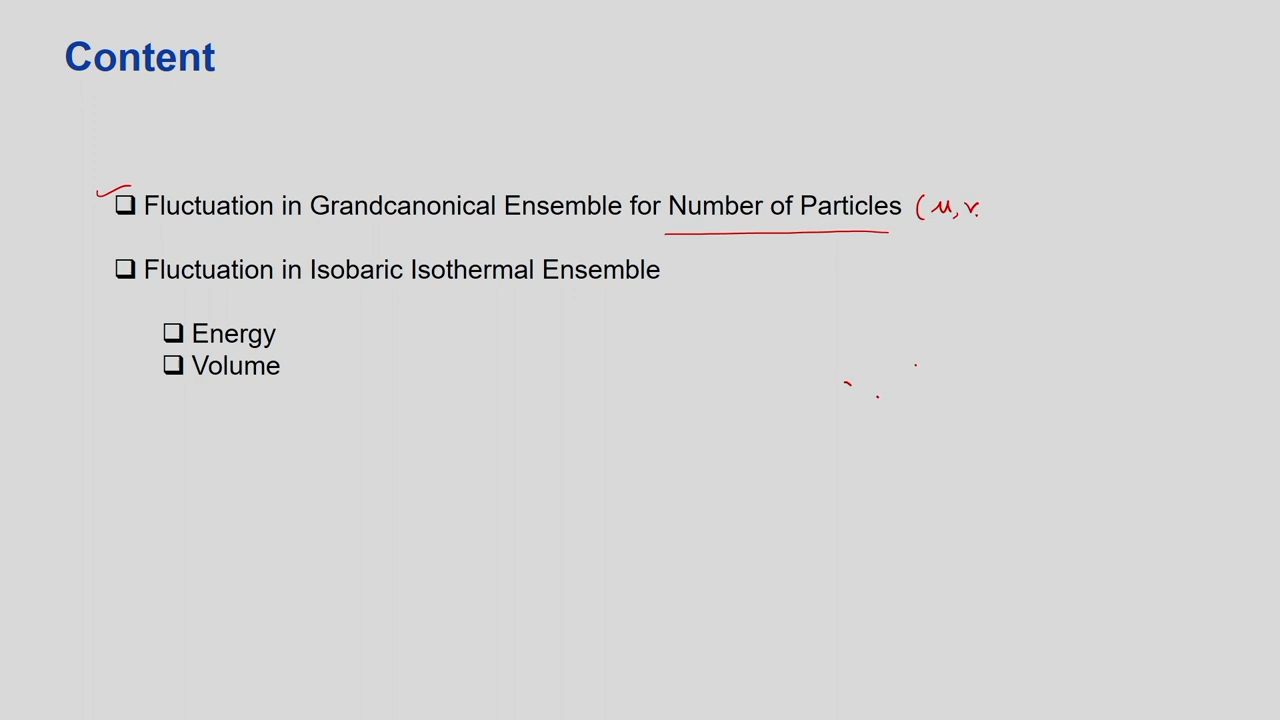 Content
Fluctuation in Grandcanonical Ensemble for Number of Particles (μ, v
Fluctuation in Isobaric Isothermal Ensemble
Energy
Volume